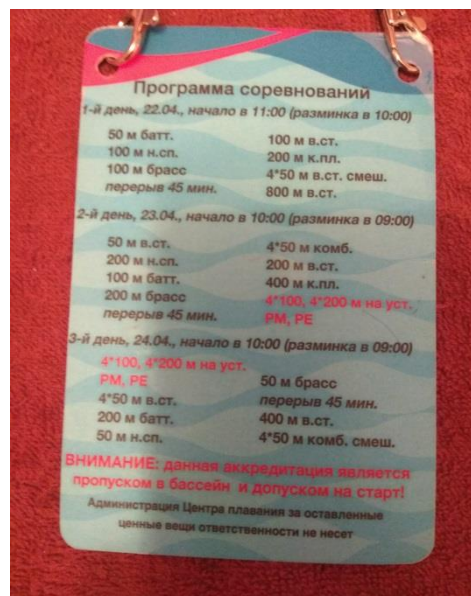 Программа соревнований
1-й день, 22.04., начало в 11:00 (разминка в 10:00)
50 м батт.
100 м н.сп.
100 м брасс
перерыв 45 мин.
100 м в.ст.
200 м к.пл.
4*50 м в.ст. смеш.
800 м в.ст.
2-й день, 23.04., начало в 10:00 (разминка в 09:00)
50 м в.ст.
200 м н.сп.
100 м батт.
200 м брасс
перерыв 45 мин.
4*50 м комб.
200 м в.ст.
400 м к.пл.
4*100, 4*200 м на уст.
РМ, РЕ
3-й день, 24.04., начало в 10:00 (разминка в 09:00)
4*100, 4*200 м на уст.
РМ, РЕ
4*50 м в.ст.
200 м батт.
50 м н.сп.
50 м брасс
перерыв 45 мин.
400 м в.ст.
4*50 м комб. смеш.
ВНИМАНИЕ: данная аккредитация является
пропуском в бассейн и допуском на старт!
Администрация Центра плавания за оставленные
ценные вещи ответственности не несет